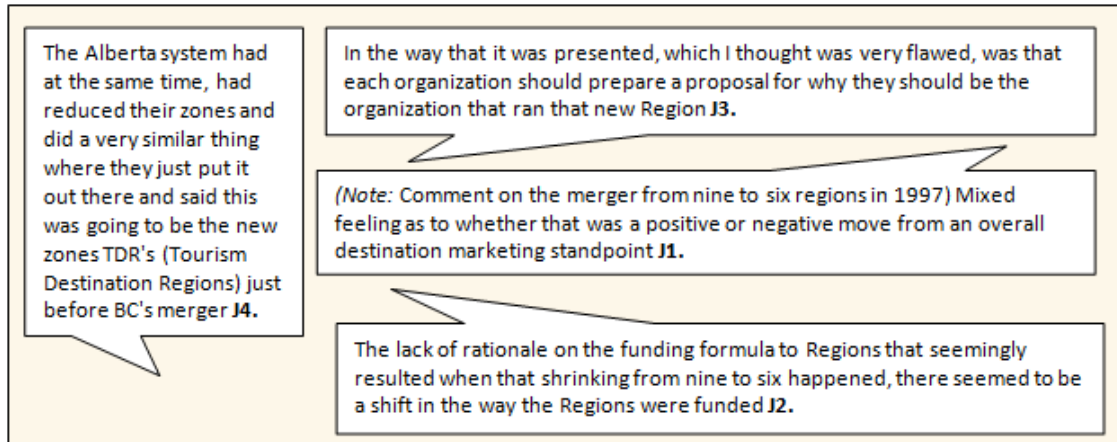 The Alberta system had
at the same time, had
reduced their zones and
did a very similar thing
where they just put it
out there and said this
was going to be the new
zones TDR's (Tourism
Destination Regions) just
before BC's merger J4.
In the way that it was presented, which I thought was very flawed, was that
each organization should prepare a proposal for why they should be the
organization that ran that new Region J3.
(Note: Comment on the merger from nine to six regions in 1997) Mixed
feeling as to whether that was a positive or negative move from an overall
destination marketing standpoint J1.
The lack of rationale on the funding formula to Regions that seemingly
resulted when that shrinking from nine to six happened, there seemed to be
a shift in the way the Regions were funded J2.